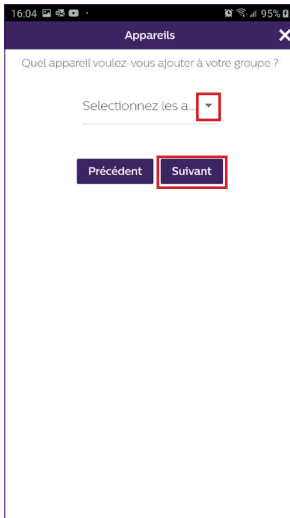 16:04 95%
Appareils
Quel appareil voulez-vous ajouter à votre groupe ?
Selectionnez les a...
Précédent Suivant